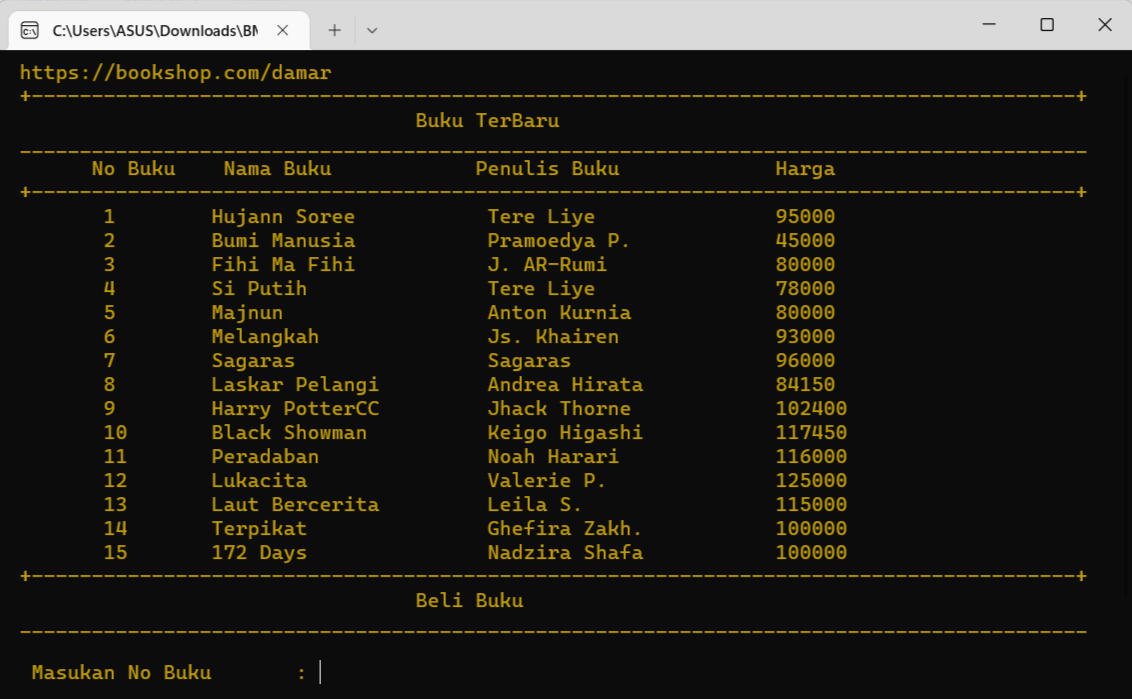 C:\Users\ASUS\Downloads\BM
https://bookshop.com/damar
+---------------------------------------------------------------------------------------+
Buku TerBaru
-----------------------------------------------------------------------------------------
No Buku Nama Buku Penulis Buku Harga
+---------------------------------------------------------------------------------------+
1 Hujann Soree Tere Liye 95000
2 Bumi Manusia Pramoedya P. 45000
3 Fihi Ma Fihi J. AR-Rumi 80000
4 Si Putih Tere Liye 78000
5 Majnun Anton Kurnia 80000
6 Melangkah Js. Khairen 93000
7 Sagaras Sagaras 96000
8 Laskar Pelangi Andrea Hirata 84150
9 Harry PotterCC Jhack Thorne 102400
10 Black Showman Keigo Higashi 117450
11 Peradaban Noah Harari 116000
12 Lukacita Valerie P. 125000
13 Laut Bercerita Leila S. 115000
14 Terpikat Ghefira Zakh. 100000
15 172 Days Nadzira Shafa 100000
+---------------------------------------------------------------------------------------+
Beli Buku
-----------------------------------------------------------------------------------------
Masukan No Buku :